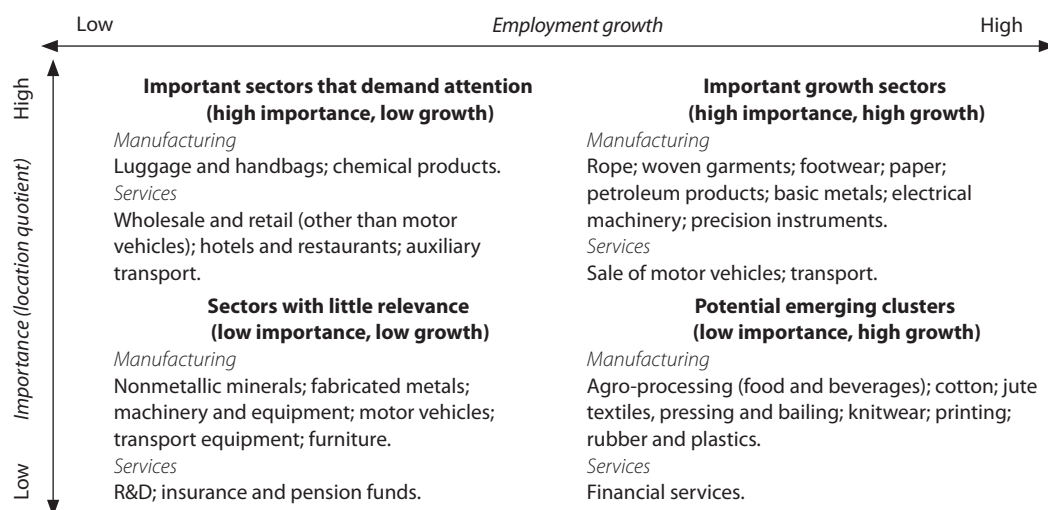 Low
Employment growth
High
High
Importance (location quotient)
Low
Important sectors that demand attention
(high importance, low growth)
Manufacturing
Luggage and handbags; chemical products.
Services
Wholesale and retail (other than motor
vehicles); hotels and restaurants; auxiliary
transport.
Important growth sectors
(high importance, high growth)
Manufacturing
Rope; woven garments; footwear; paper;
petroleum products; basic metals; electrical
machinery; precision instruments.
Services
Sale of motor vehicles; transport.
Sectors with little relevance
(low importance, low growth)
Manufacturing
Nonmetallic minerals; fabricated metals;
machinery and equipment; motor vehicles;
transport equipment; furniture.
Services
R&D; insurance and pension funds.
Potential emerging clusters
(low importance, high growth)
Manufacturing
Agro-processing (food and beverages); cotton; jute
textiles, pressing and bailing; knitwear; printing;
rubber and plastics.
Services
Financial services.